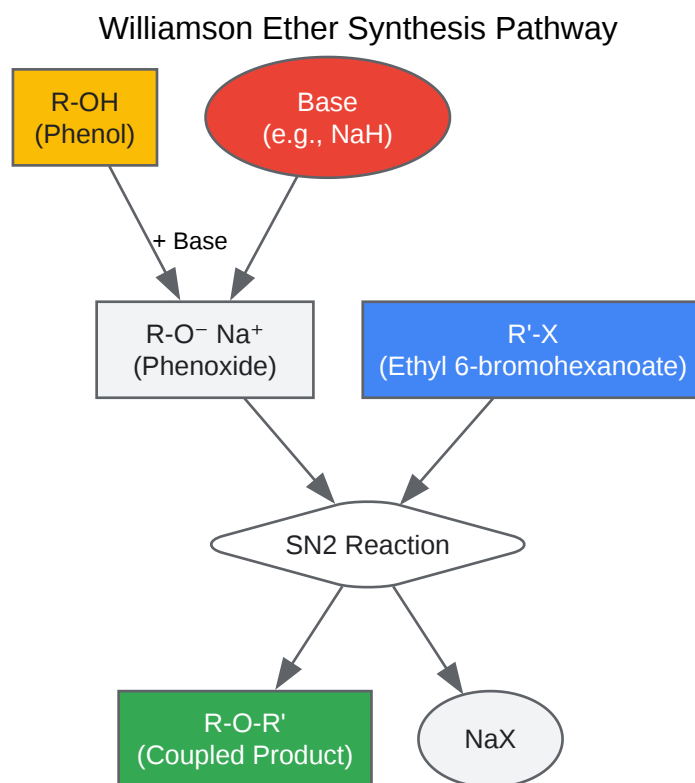 Williamson Ether Synthesis Pathway
R-OH
(Phenol)
Base
(e.g., NaH)
+ Base
R-O⁻ Na⁺
(Phenoxide)
R'-X
(Ethyl 6-bromohexanoate)
SN2 Reaction
R-O-R'
(Coupled Product)
NaX